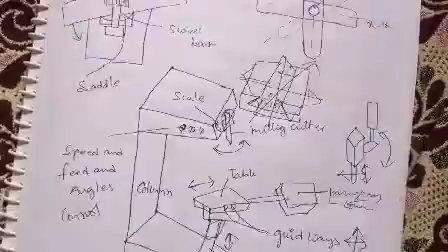 Swivel
base
x-x
Saddle
Scale
milling cutter
Speed and
feed and
Angles
Column
Table
guid ways